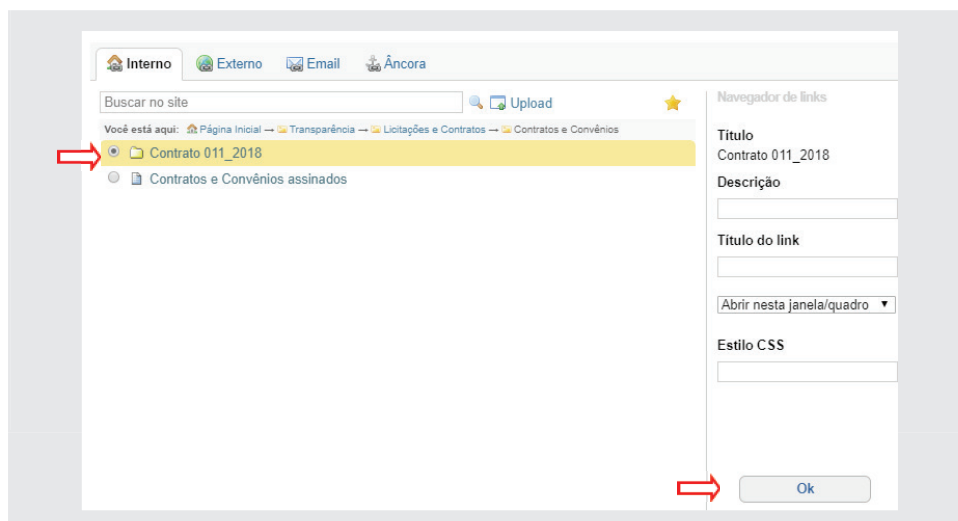 Interno Externo Email Âncora
Buscar no site Upload
Você está aqui: Página Inicial → Transparência → Licitações e Contratos → Contratos e Convênios
Contrato 011_2018
Contratos e Convênios assinados
Navegador de links
Título
Contrato 011_2018
Descrição
Título do link
Abrir nesta janela/quadro
Estilo CSS
Ok